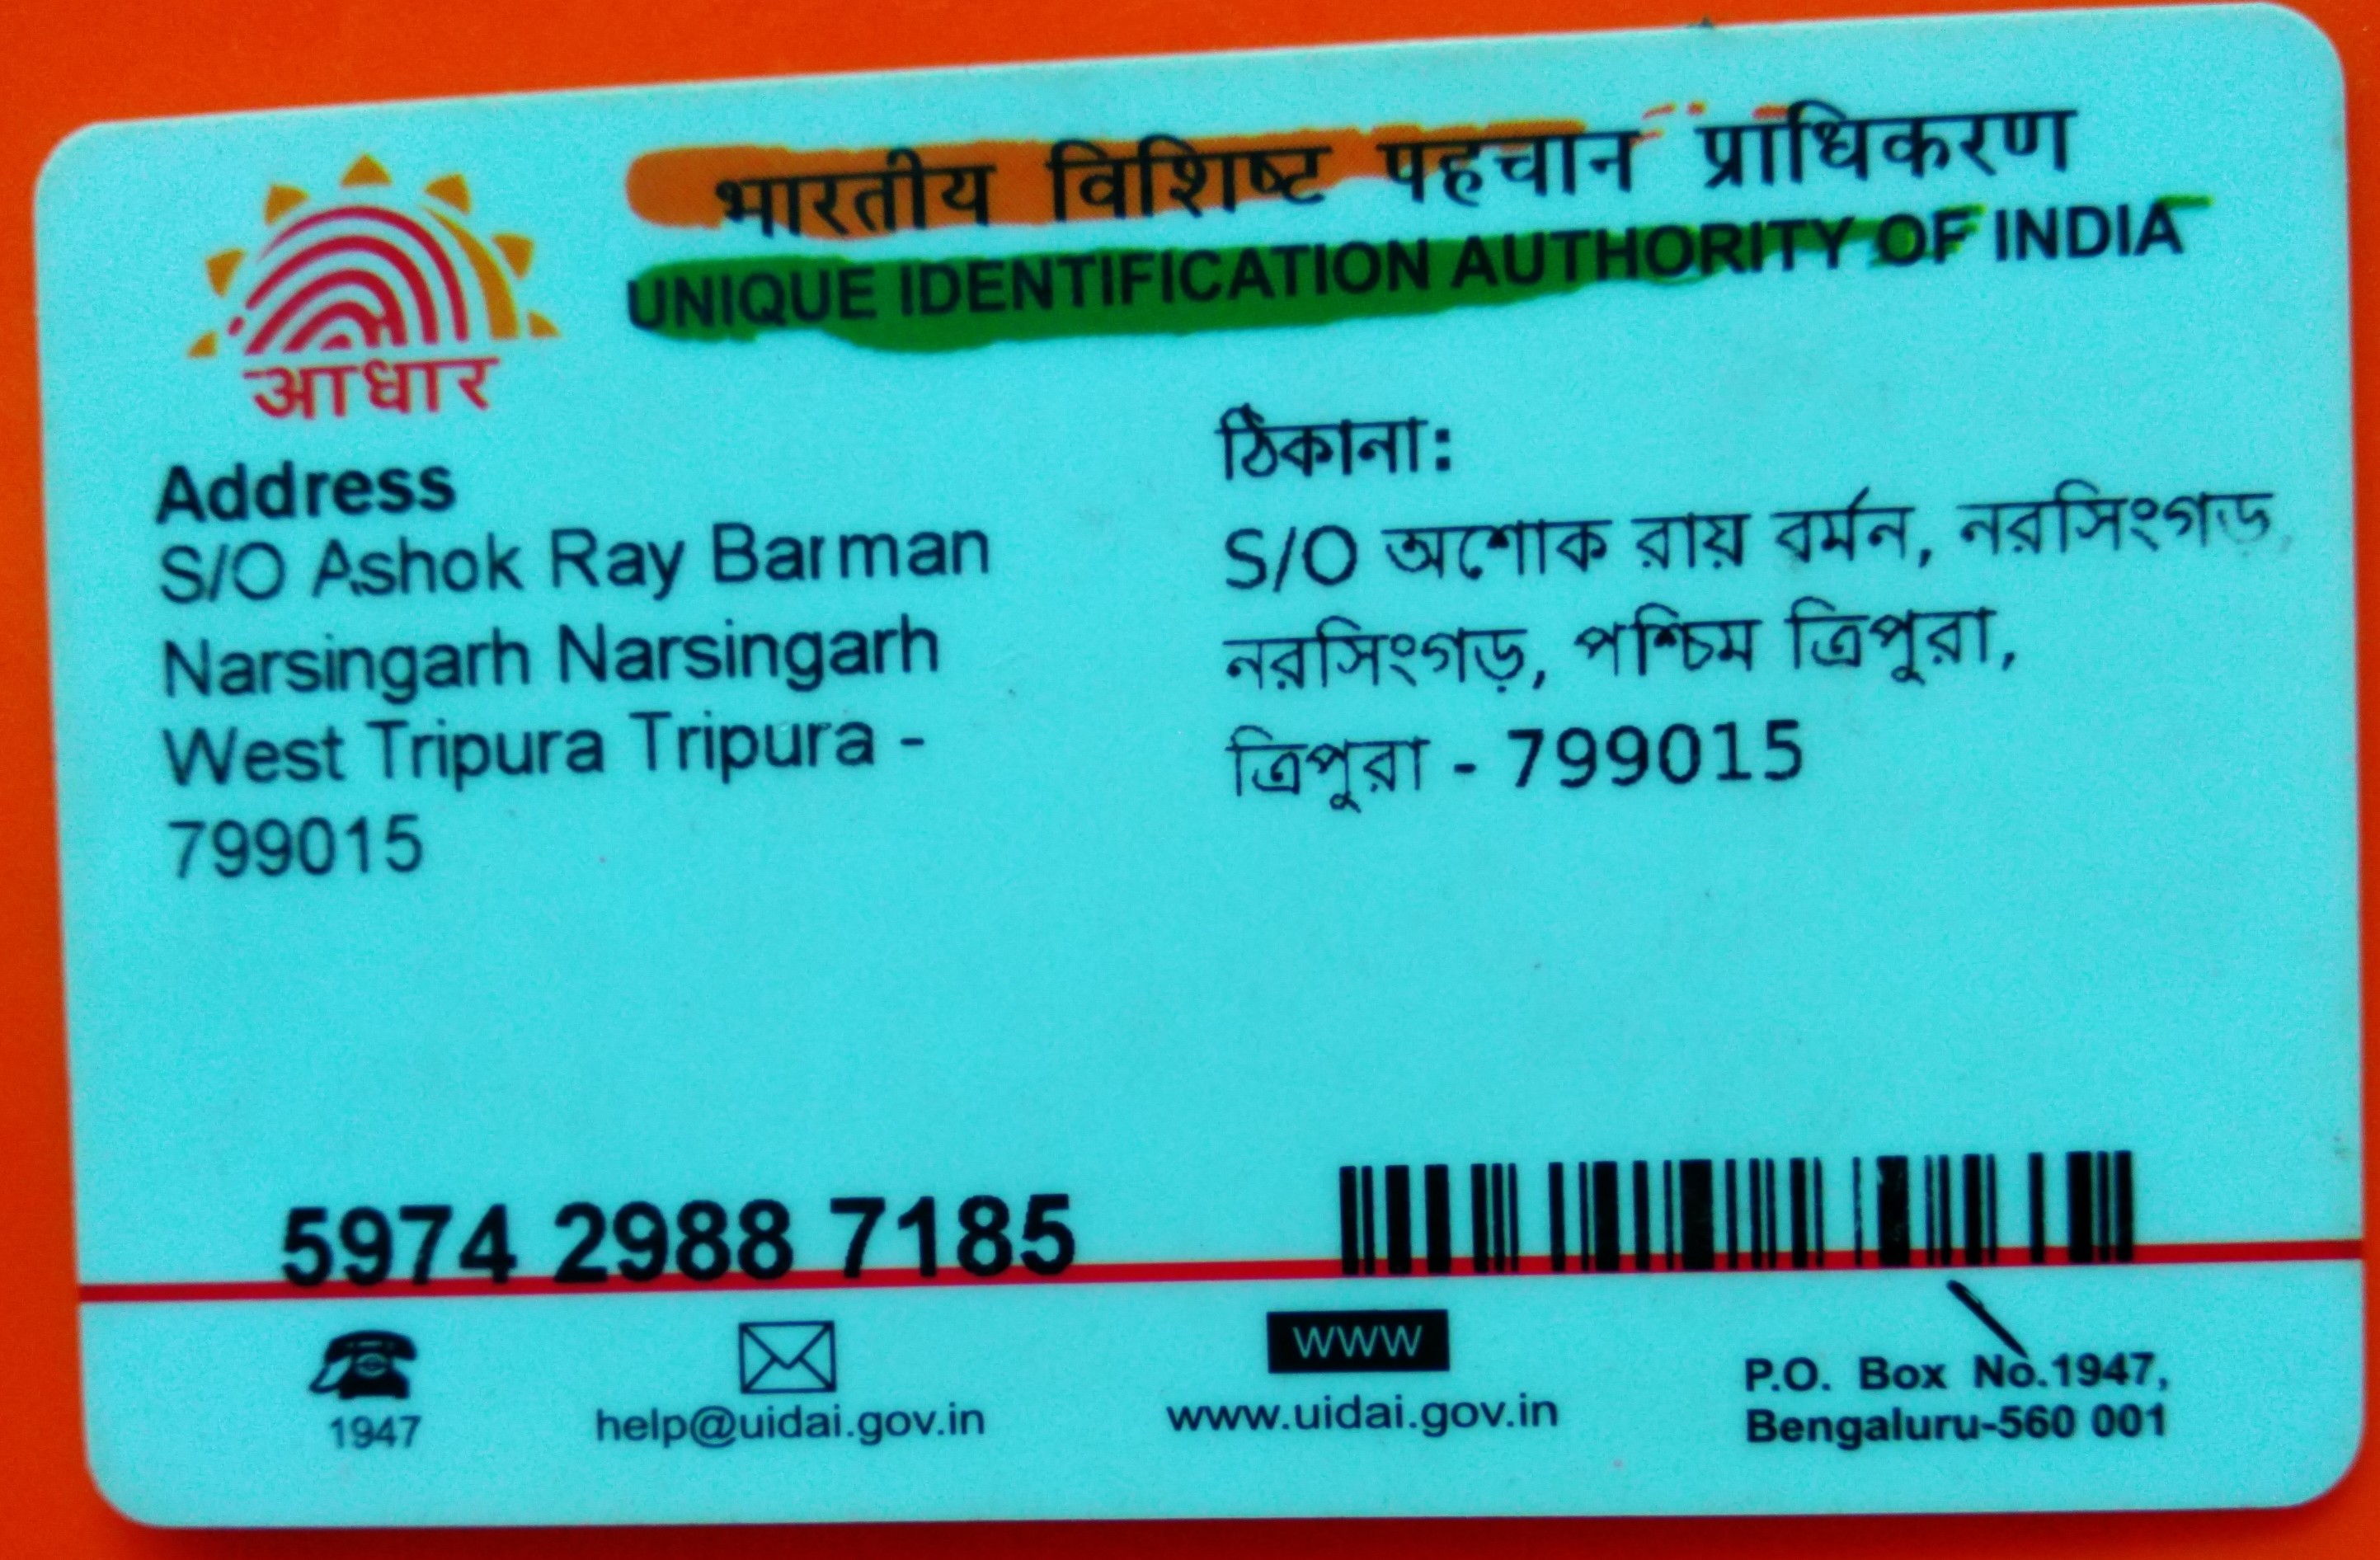 भारतीय विशिष्ट पहचान प्राधिकरण
UNIQUE IDENTIFICATION AUTHORITY OF INDIA
आधार
Address
S/O Ashok Ray Barman
Narsingarh Narsingarh
West Tripura Tripura -
799015
ঠিকানা:
S/O অশোক রায় বর্মন, নরসিংগড়,
নরসিংগড়, পশ্চিম ত্রিপুরা,
ত্রিপুরা - 799015
5974 2988 7185
1947
help@uidai.gov.in
www
www.uidai.gov.in
P.O. Box No.1947,
Bengaluru-560 001